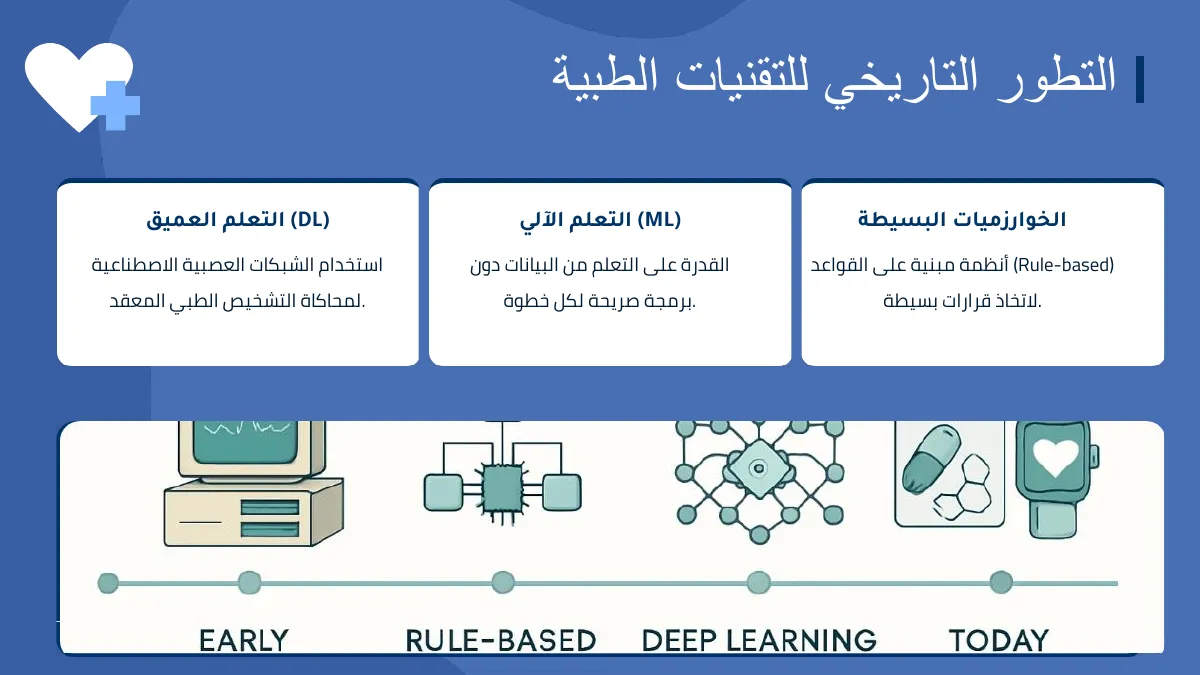 التطور التاريخي للتقنيات الطبية
الخوارزميات البسيطة
أنظمة مبنية على القواعد (Rule-based)
لاتخاذ قرارات بسيطة.
التعلم الآلي (ML)
القدرة على التعلم من البيانات دون
برمجة صريحة لكل خطوة.
التعلم العميق (DL)
استخدام الشبكات العصبية الاصطناعية
لمحاكاة التشخيص الطبي المعقد.
EARLY
RULE-BASED
DEEP LEARNING
TODAY